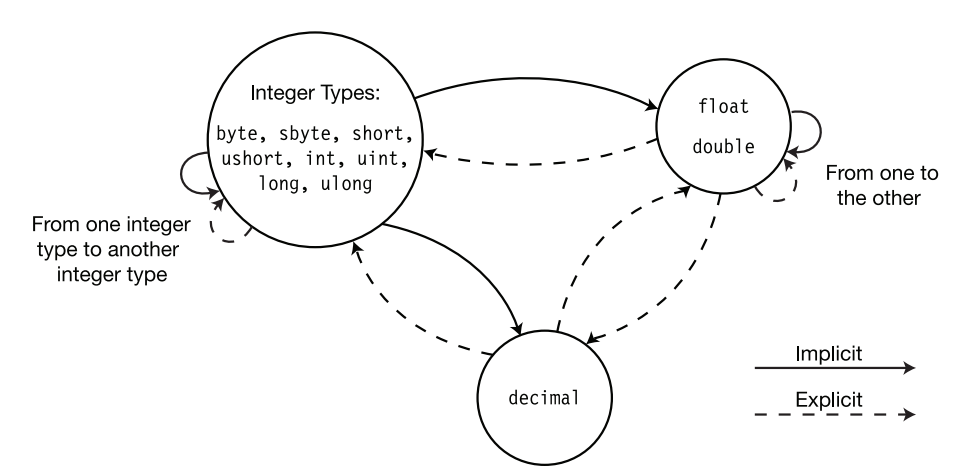 Integer Types:
byte, sbyte, short,
ushort, int, uint,
long, ulong
float
double
From one to
the other
From one integer
type to another
integer type
decimal
Implicit
Explicit